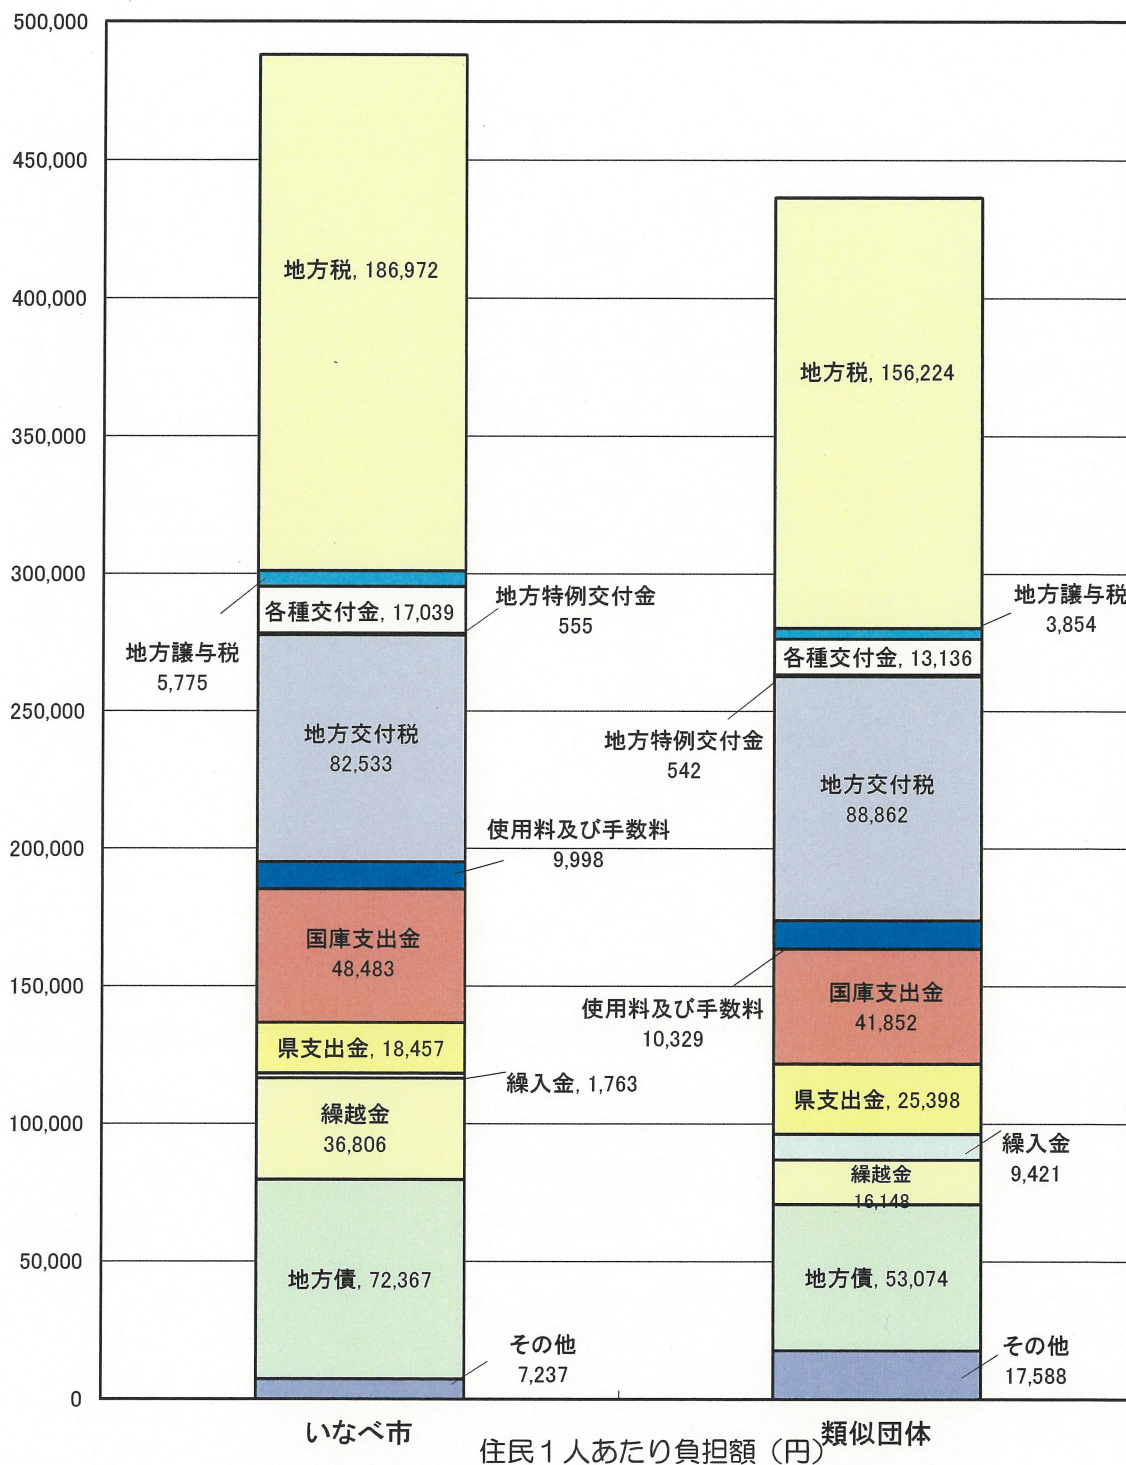 500,000
450,000
400,000
350,000
300,000
250,000
200,000
150,000
100,000
50,000
0
地方税, 186,972
地方譲与税
5,775
各種交付金, 17,039
地方特例交付金
555
地方交付税
82,533
使用料及び手数料
9,998
国庫支出金
48,483
県支出金, 18,457
繰入金, 1,763
繰越金
36,806
地方債, 72,367
その他
7,237
いなべ市
地方税, 156,224
地方譲与税
3,854
各種交付金, 13,136
地方特例交付金
542
地方交付税
88,862
使用料及び手数料
10,329
国庫支出金
41,852
県支出金, 25,398
繰入金
9,421
繰越金
16,148
地方債, 53,074
その他
17,588
類似団体
住民1人あたり負担額（円）